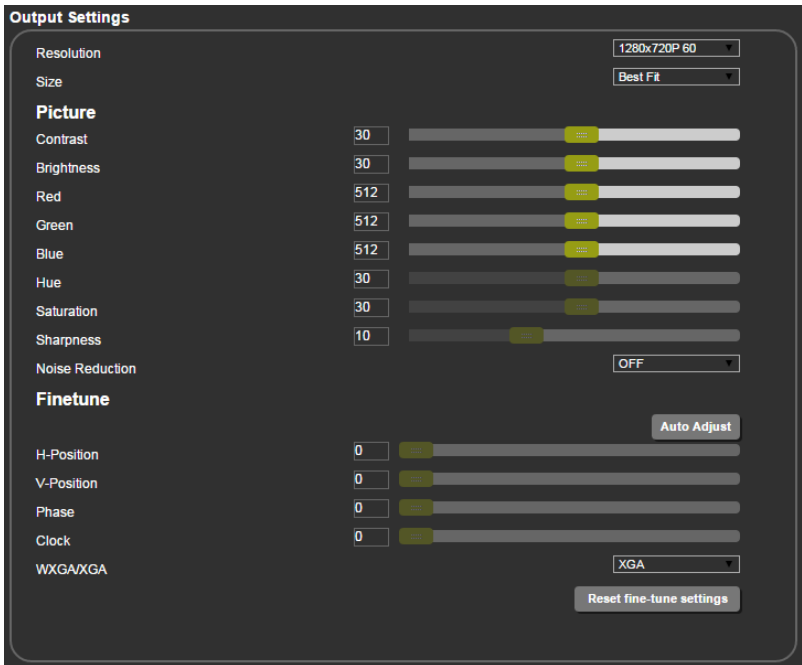 Output Settings
Resolution 1280x720P 60
Size Best Fit
Picture
Contrast 30
Brightness 30
Red 512
Green 512
Blue 512
Hue 30
Saturation 30
Sharpness 10
Noise Reduction OFF
Finetune
Auto Adjust
H-Position 0
V-Position 0
Phase 0
Clock 0
WXGA/XGA XGA
Reset fine-tune settings